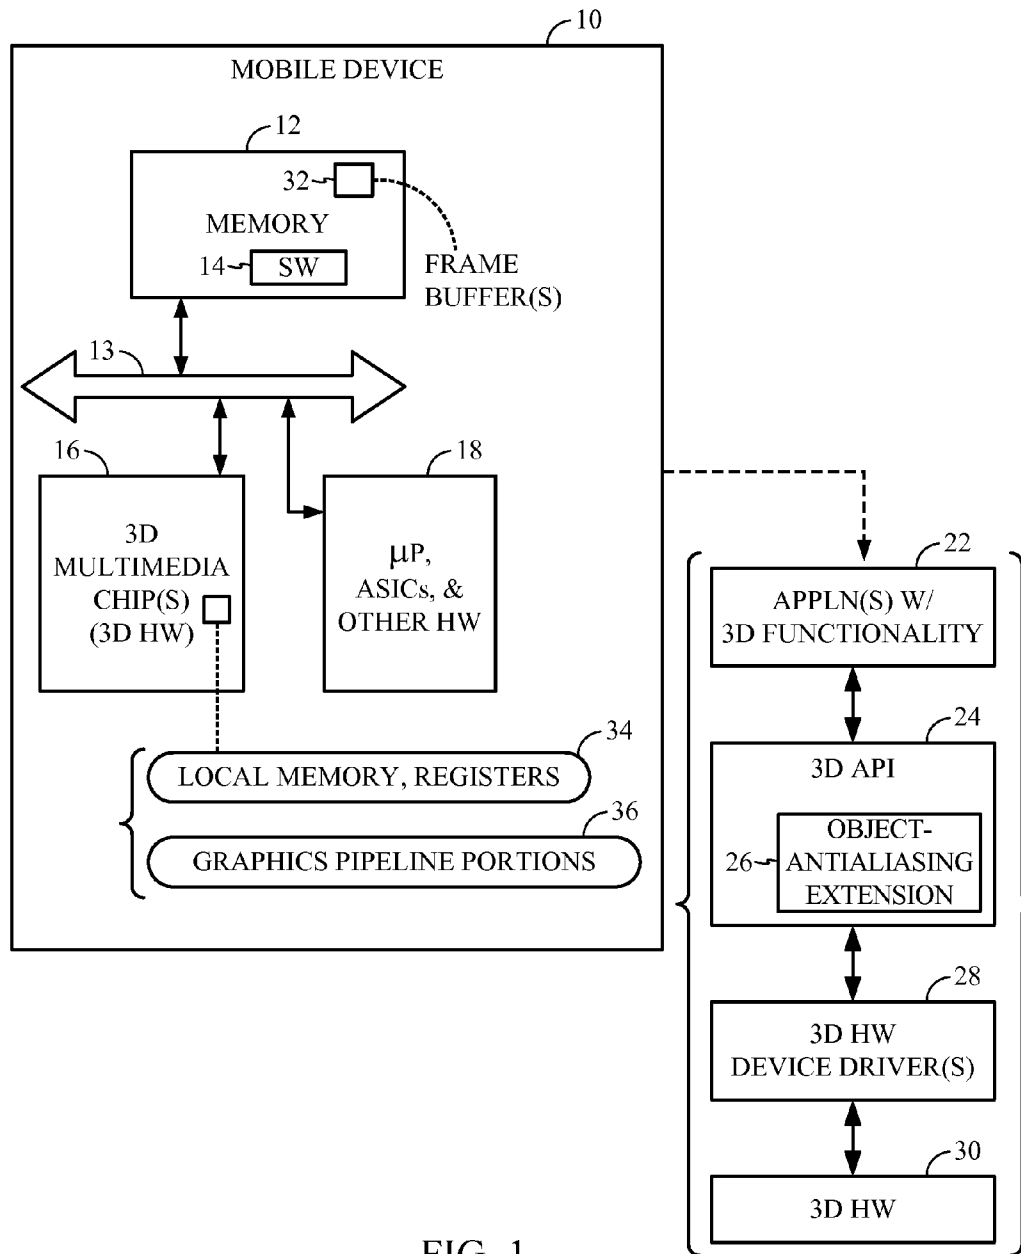 10
MOBILE DEVICE
12
32
MEMORY
14
SW
FRAME
BUFFER(S)
13
16
3D
MULTIMEDIA
CHIP(S)
(3D HW)
18
µP,
ASICs, &
OTHER HW
34
LOCAL MEMORY, REGISTERS
36
GRAPHICS PIPELINE PORTIONS
22
APPLN(S) W/
3D FUNCTIONALITY
24
3D API
26
OBJECT-
ANTIALIASING
EXTENSION
28
3D HW
DEVICE DRIVER(S)
30
3D HW
FIG. 1